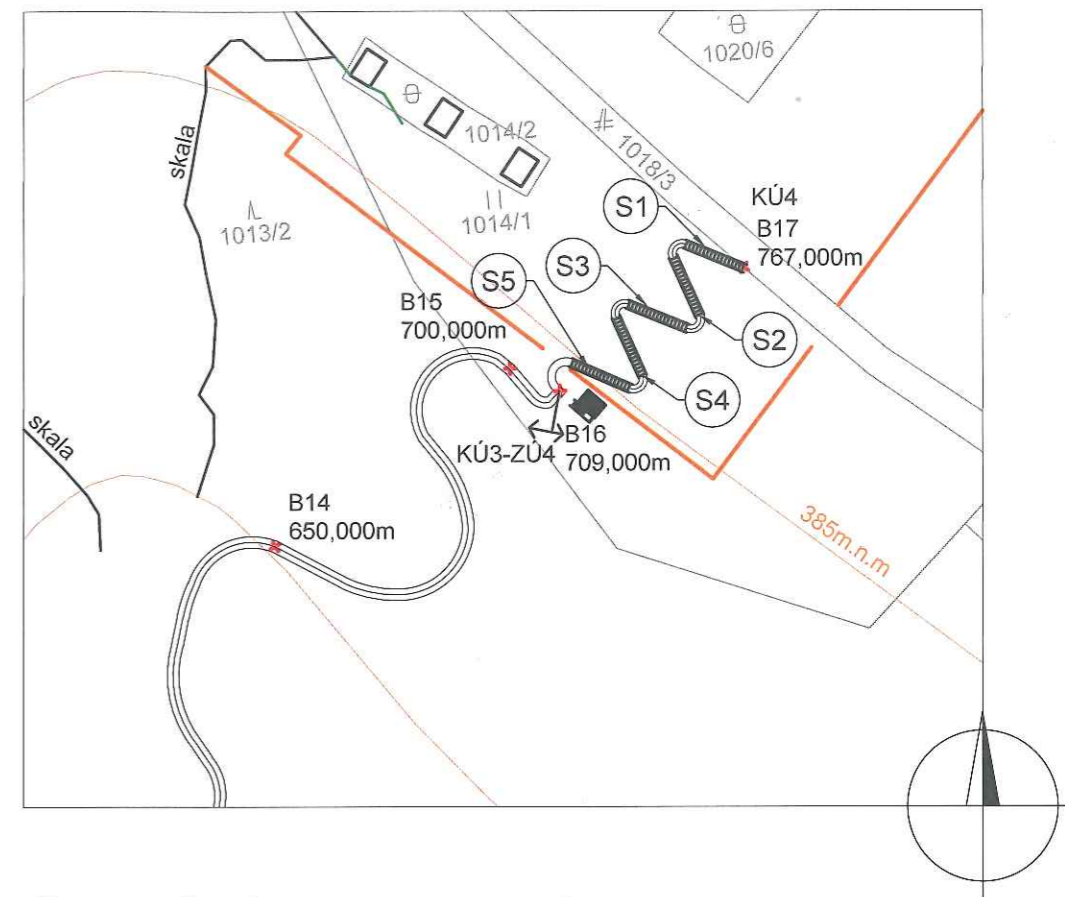 1020/6
1014/2
1018/3
skala
1013/2
1014/1
KÚ4
B17
767,000m
S1
S3
S5
B15
700,000m
S2
S4
KÚ3-ZÚ4
B16
709,000m
skala
B14
650,000m
385m.n.m